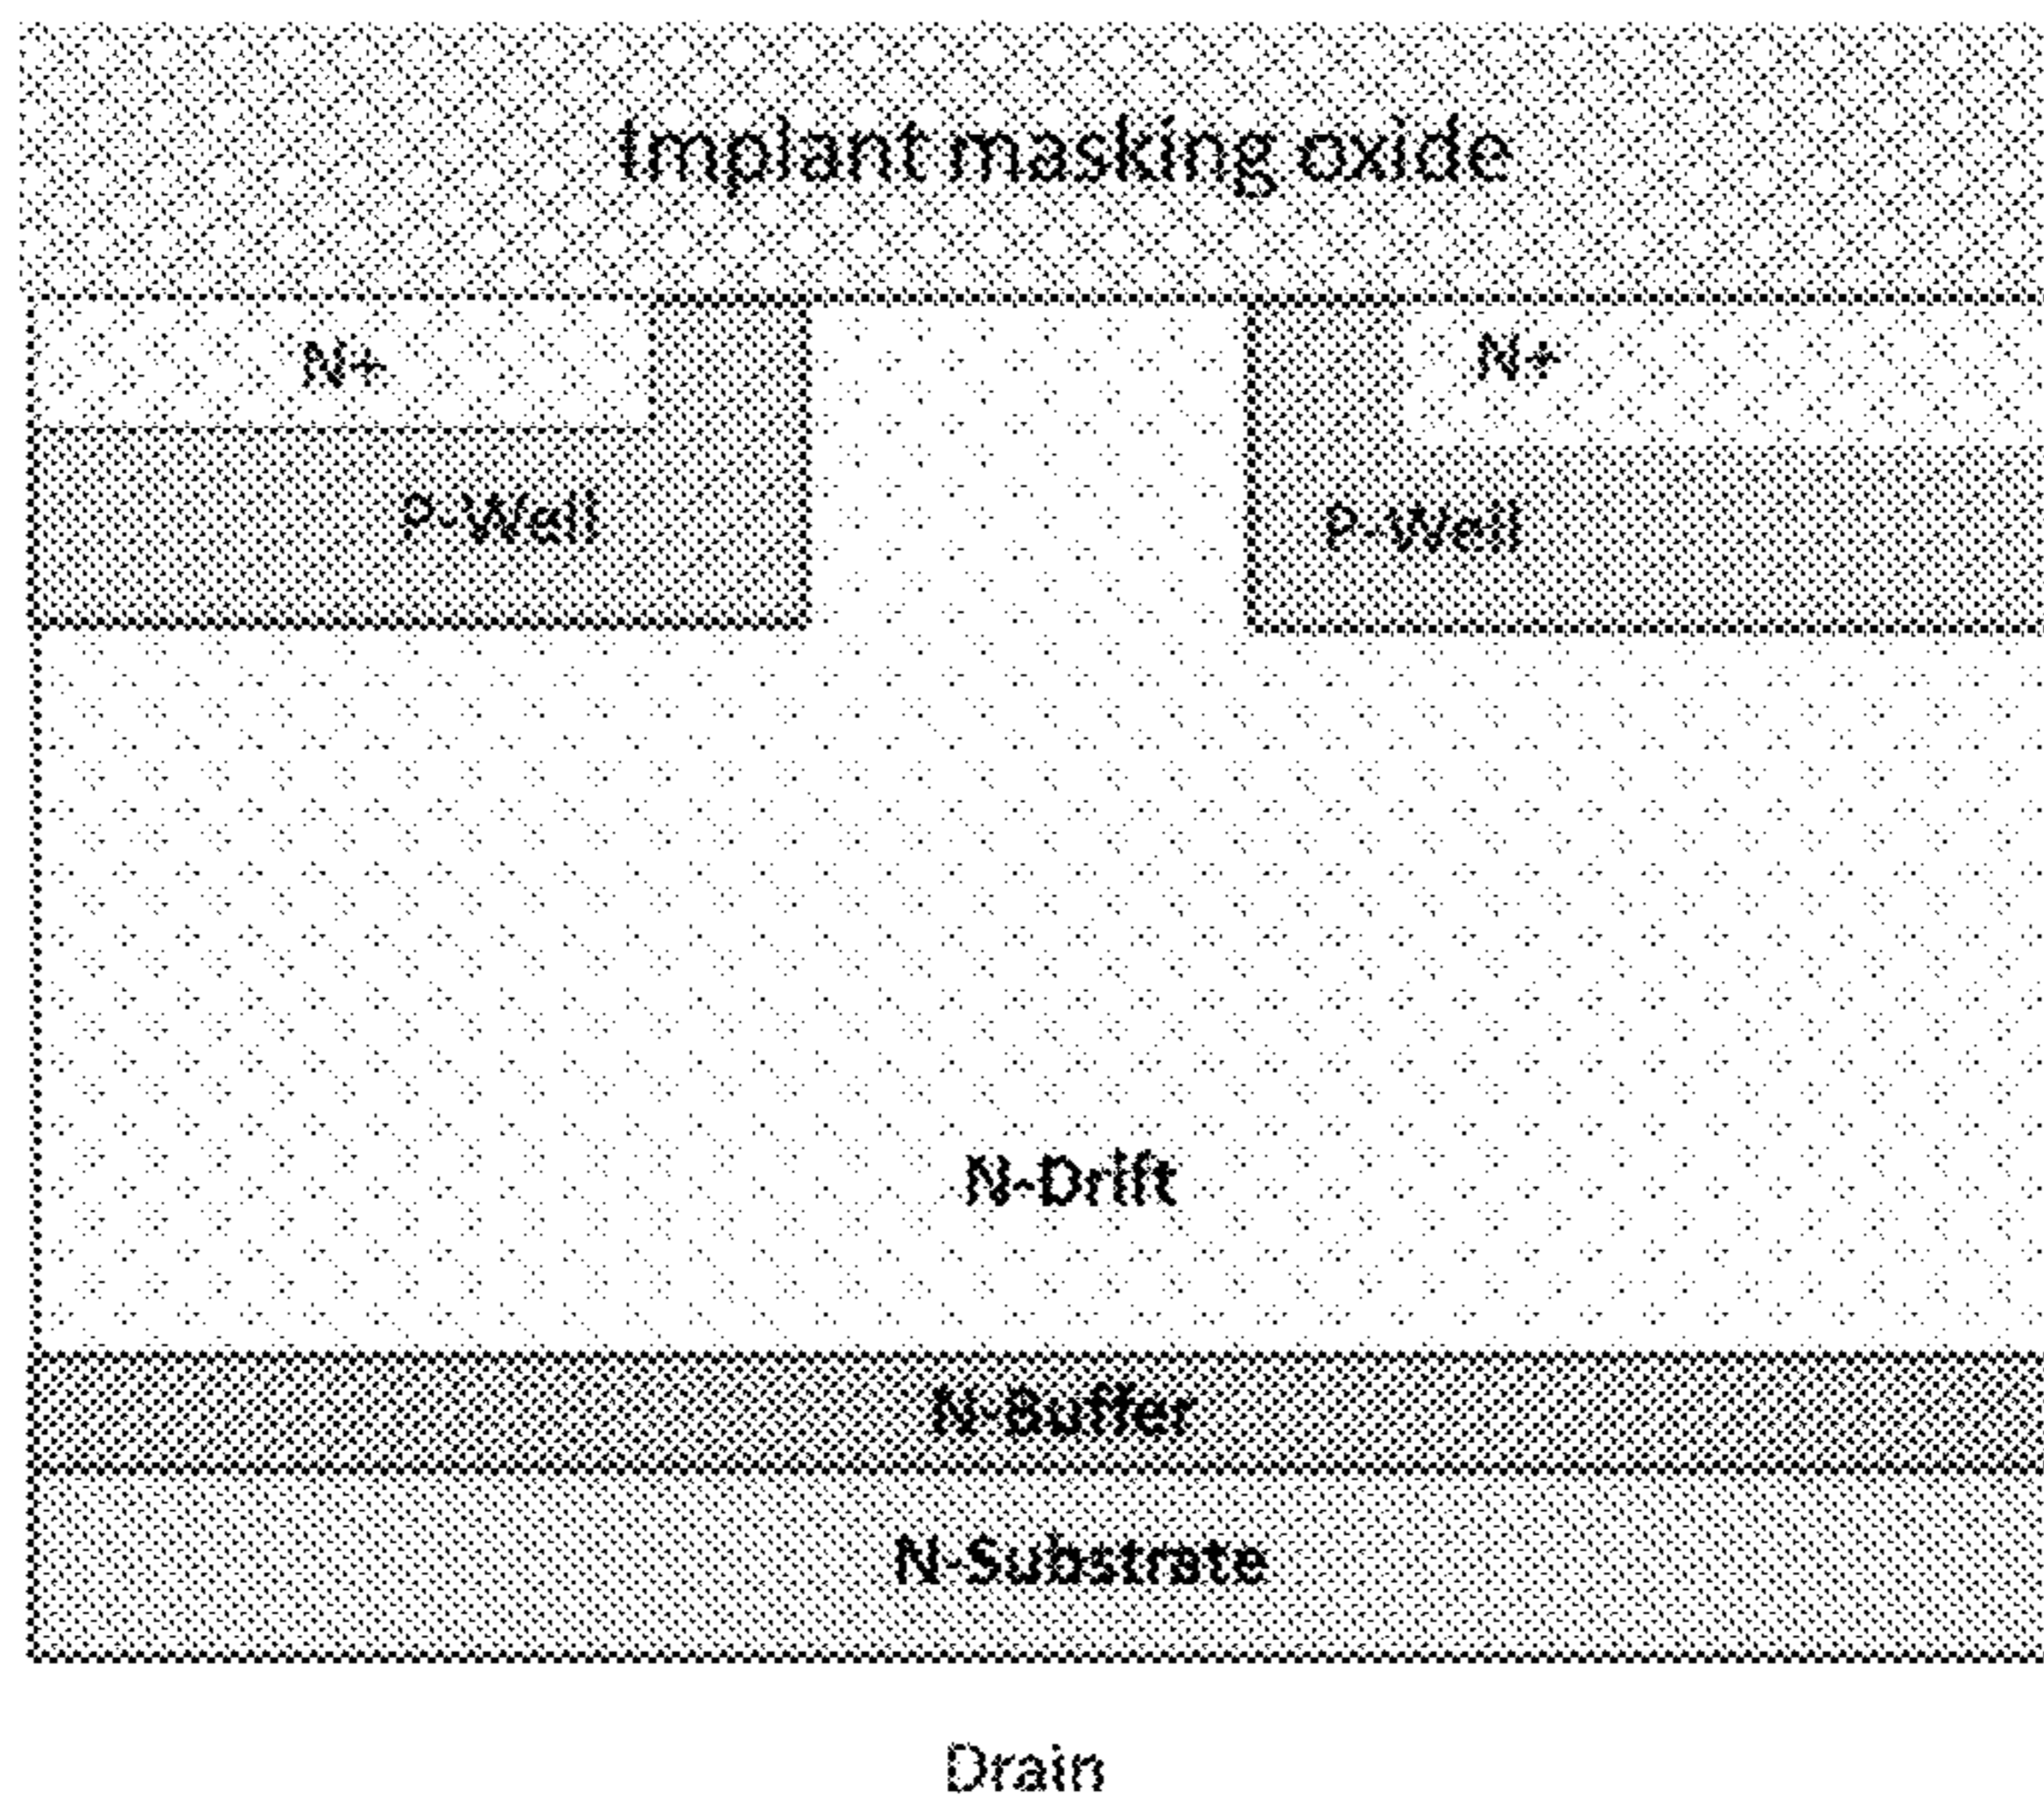 Implant masking oxide
N+
N+
P-Well
P-Well
N-Drift
N-Buffer
N-Substrate
Drain